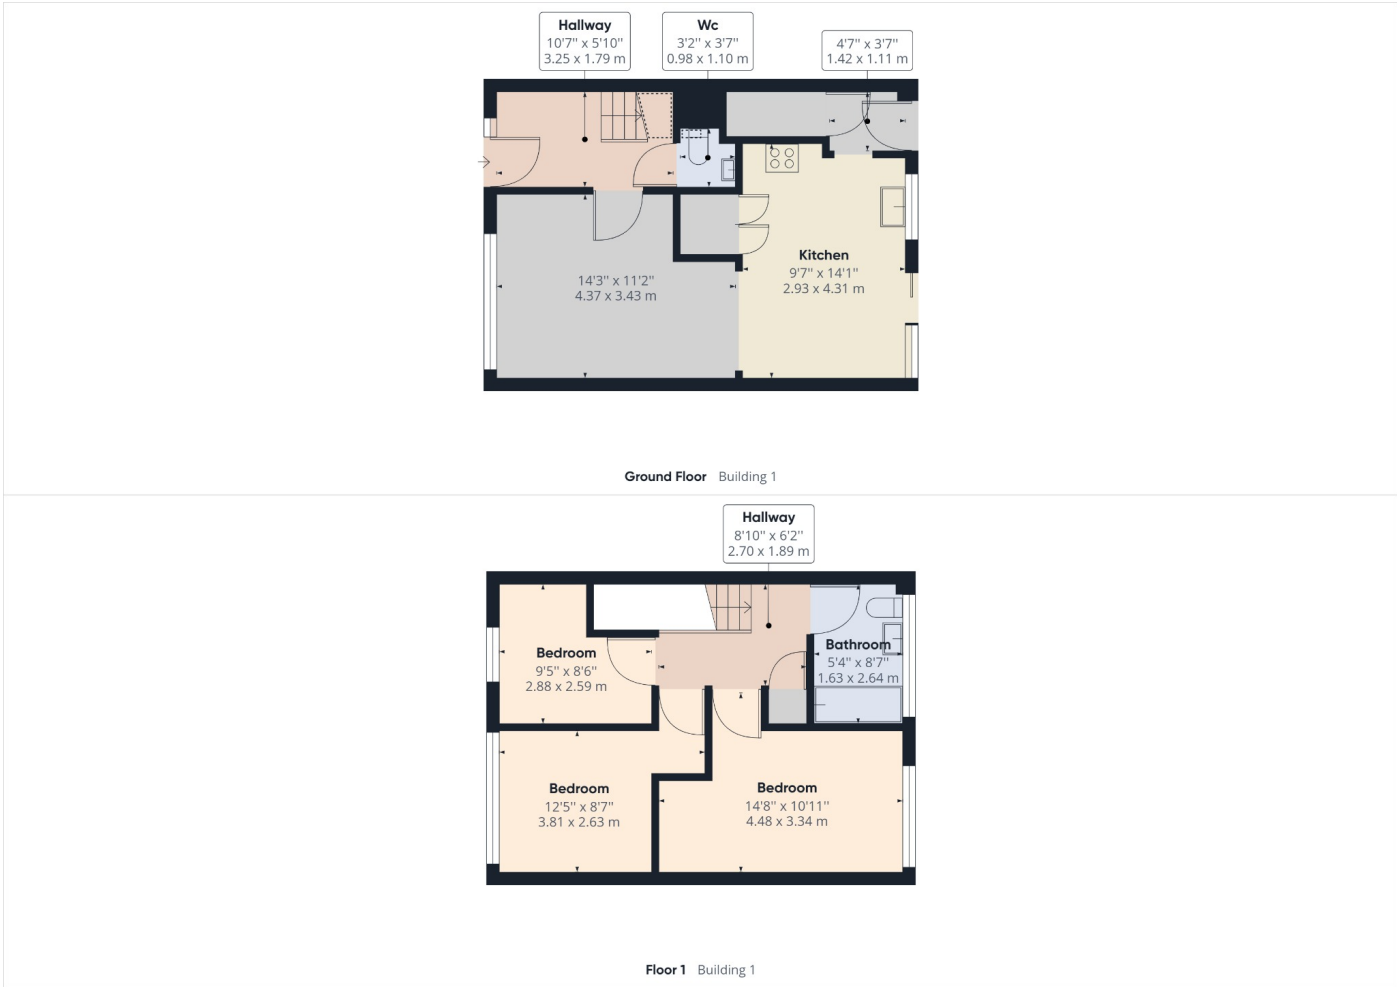 Hallway
10'7" x 5'10"
3.25 x 1.79 m
Wc
3'2" x 3'7"
0.98 x 1.10 m
4'7" x 3'7"
1.42 x 1.11 m
14'3" x 11'2"
4.37 x 3.43 m
Kitchen
9'7" x 14'1"
2.93 x 4.31 m
Ground Floor Building 1
Hallway
8'10" x 6'2"
2.70 x 1.89 m
Bedroom
9'5" x 8'6"
2.88 x 2.59 m
Bathroom
5'4" x 8'7"
1.63 x 2.64 m
Bedroom
12'5" x 8'7"
3.81 x 2.63 m
Bedroom
14'8" x 10'11"
4.48 x 3.34 m
Floor 1 Building 1